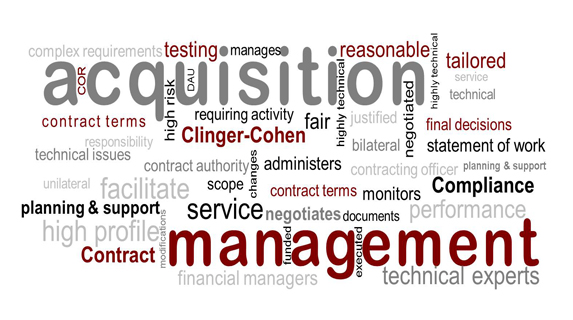 complex requirements
testing
manages
reasonable
highly technical
tailored
acquisition
COR
DAU
service
technical
high risk
requiring activity
highly technical
justified
negotiated
contract terms
fair
final decisions
responsibility
Clinger-Cohen
bilateral
statement of work
technical issues
contract authority
changes
administers
contracting officer
planning & support
unilateral
facilitate
scope
contract terms
monitors
Compliance
planning & support
modifications
service
negotiates
documents
performance
high profile
Contract
management
funded
executed
financial managers
technical experts